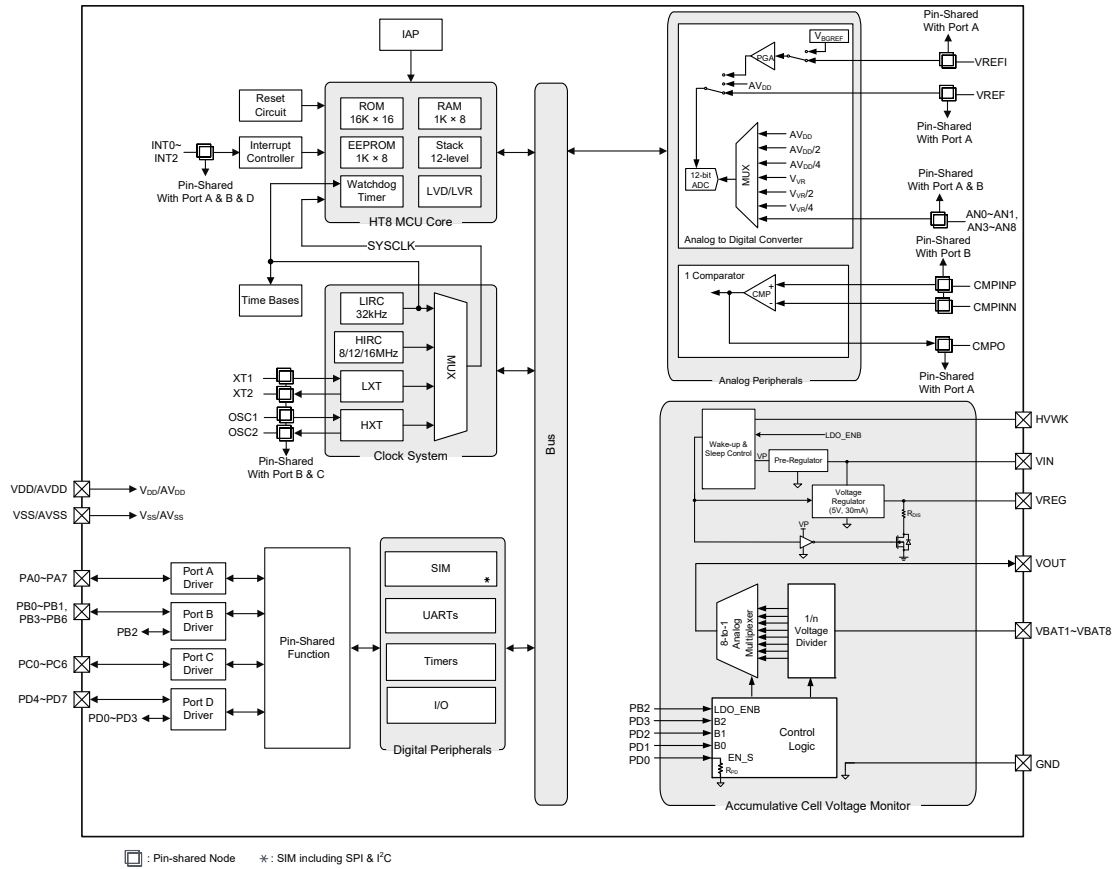 IAP
Reset
Circuit
INT0~
INT2
Interrupt
Controller
Pin-Shared
With Port A & B & D
ROM
16K × 16
RAM
1K × 8
EEPROM
1K × 8
Stack
12-level
Watchdog
Timer
LVD/LVR
HT8 MCU Core
SYSCLK
Time Bases
LIRC
32kHz
HIRC
8/12/16MHz
LXT
HXT
MUX
Clock System
XT1
XT2
OSC1
OSC2
Pin-Shared
With Port B & C
VDD/AVDD
VDD/AVDD
VSS/AVSS
VSS/AVSS
PA0~PA7
Port A
Driver
PB0~PB1,
PB3~PB6
PB2
Port B
Driver
PC0~PC6
Port C
Driver
PD4~PD7
PD0~PD3
Port D
Driver
Pin-Shared
Function
SIM
*
UARTs
Timers
I/O
Digital Peripherals
Bus
Pin-Shared
With Port A
VBGREF
PGA
VREFI
AVDD
VREF
Pin-Shared
With Port A
12-bit
ADC
MUX
AVDD
AVDD/2
AVDD/4
VVR
VVR/2
VVR/4
Pin-Shared
With Port A & B
AN0~AN1,
AN3~AN8
Analog to Digital Converter
Pin-Shared
With Port B
1 Comparator
+
-
CMP
CMPINP
CMPINN
CMPO
Pin-Shared
With Port A
Analog Peripherals
HVWK
Wake-up &
Sleep Control
LDO_ENB
VP
Pre-Regulator
VIN
Voltage
Regulator
(5V, 30mA)
VREG
RDIS
VP
VOUT
8-to-1
Analog
Multiplexer
1/n
Voltage
Divider
VBAT1~VBAT8
PB2
PD3
PD2
PD1
PD0
LDO_ENB
B2
B1
B0
EN_S
RPD
Control
Logic
GND
Accumulative Cell Voltage Monitor
: Pin-shared Node
* : SIM including SPI & I²C